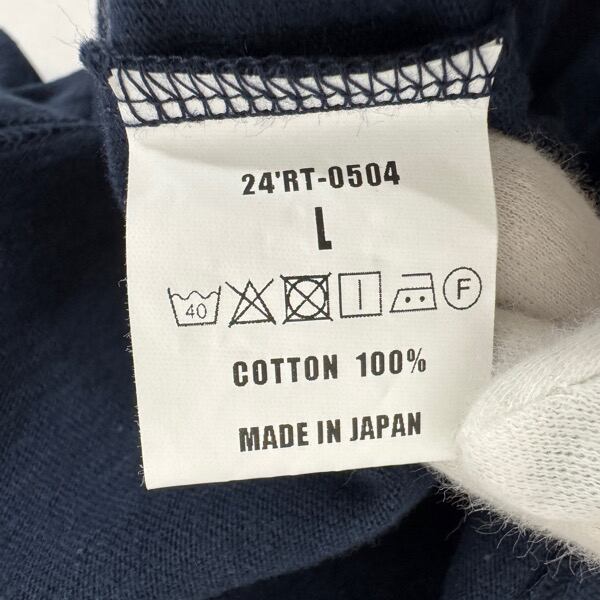 24'RT-0504
L
40 F
COTTON 100%
MADE IN JAPAN